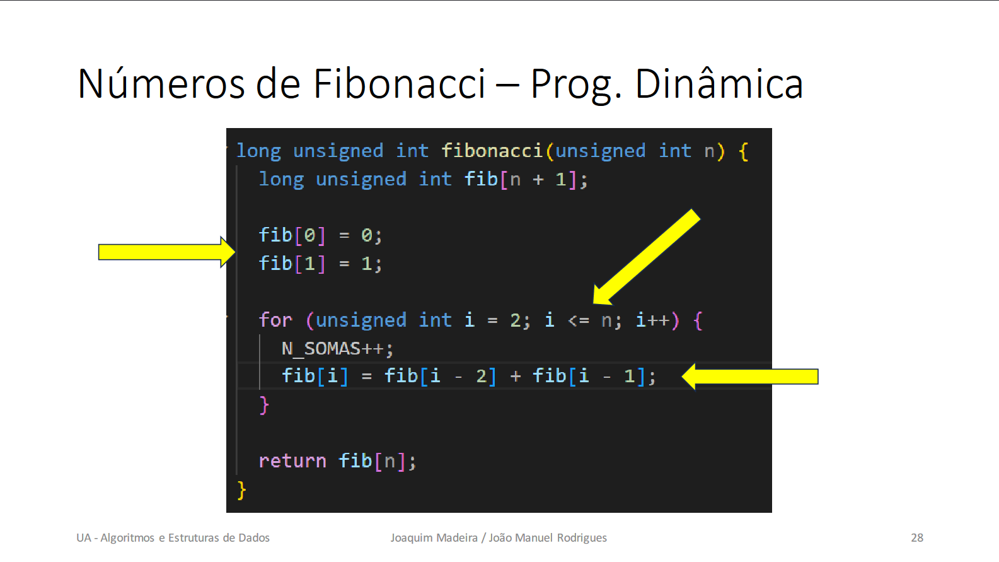 Números de Fibonacci – Prog. Dinâmica
long unsigned int fibonacci(unsigned int n) {
long unsigned int fib[n + 1];
fib[0] = 0;
fib[1] = 1;
for (unsigned int i = 2; i <= n; i++) {
N_SOMAS++;
fib[i] = fib[i - 2] + fib[i - 1];
}
return fib[n];
}
UA - Algoritmos e Estruturas de Dados
Joaquim Madeira / João Manuel Rodrigues
28